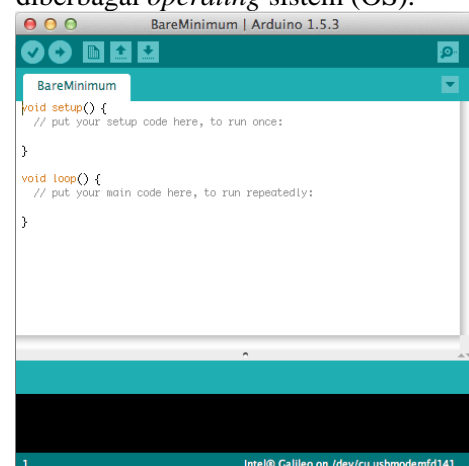 diberbagai operating sistem (OS).
BareMinimum | Arduino 1.5.3
BareMinimum
void setup() {
// put your setup code here, to run once:
}
void loop() {
// put your main code here, to run repeatedly:
}
1
Intel® Galileo on /dev/cu.usbmodemfd141